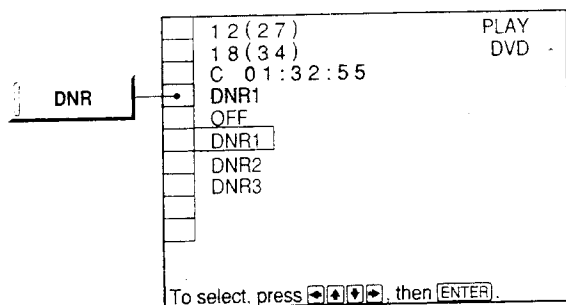 12(27) PLAY
18(34) DVD
C 01:32:55
DNR
DNR1
OFF
DNR1
DNR2
DNR3
To select, press ←↑↓→, then ENTER.